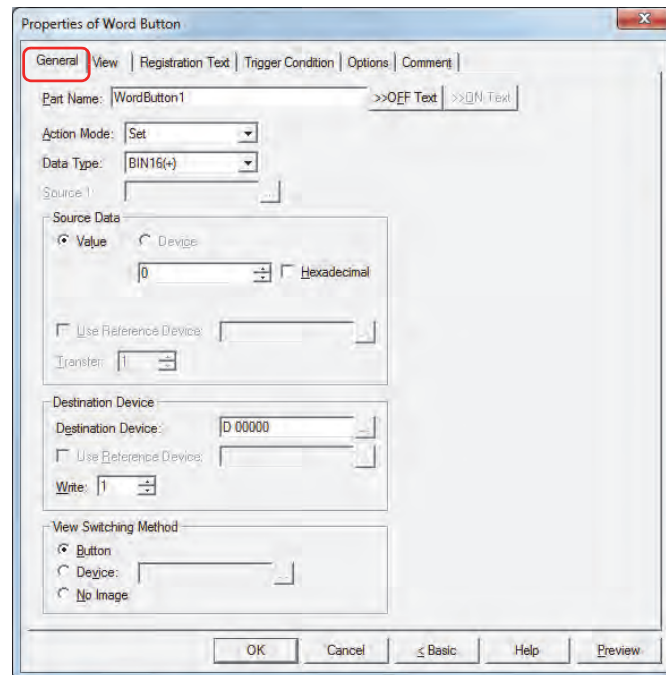 Properties of Word Button
General View Registration Text Trigger Condition Options Comment
Part Name: WordButton1 >>OFF Text >>ON Text
Action Mode: Set
Data Type: BIN16(+)
Source 1 ...
Source Data
Value Device
0 Hexadecimal
Use Reference Device: ...
Transfer: 1
Destination Device
Destination Device: D 00000 ...
Use Reference Device: ...
Write: 1
View Switching Method
Button
Device: ...
No Image
OK Cancel < Basic Help Preview